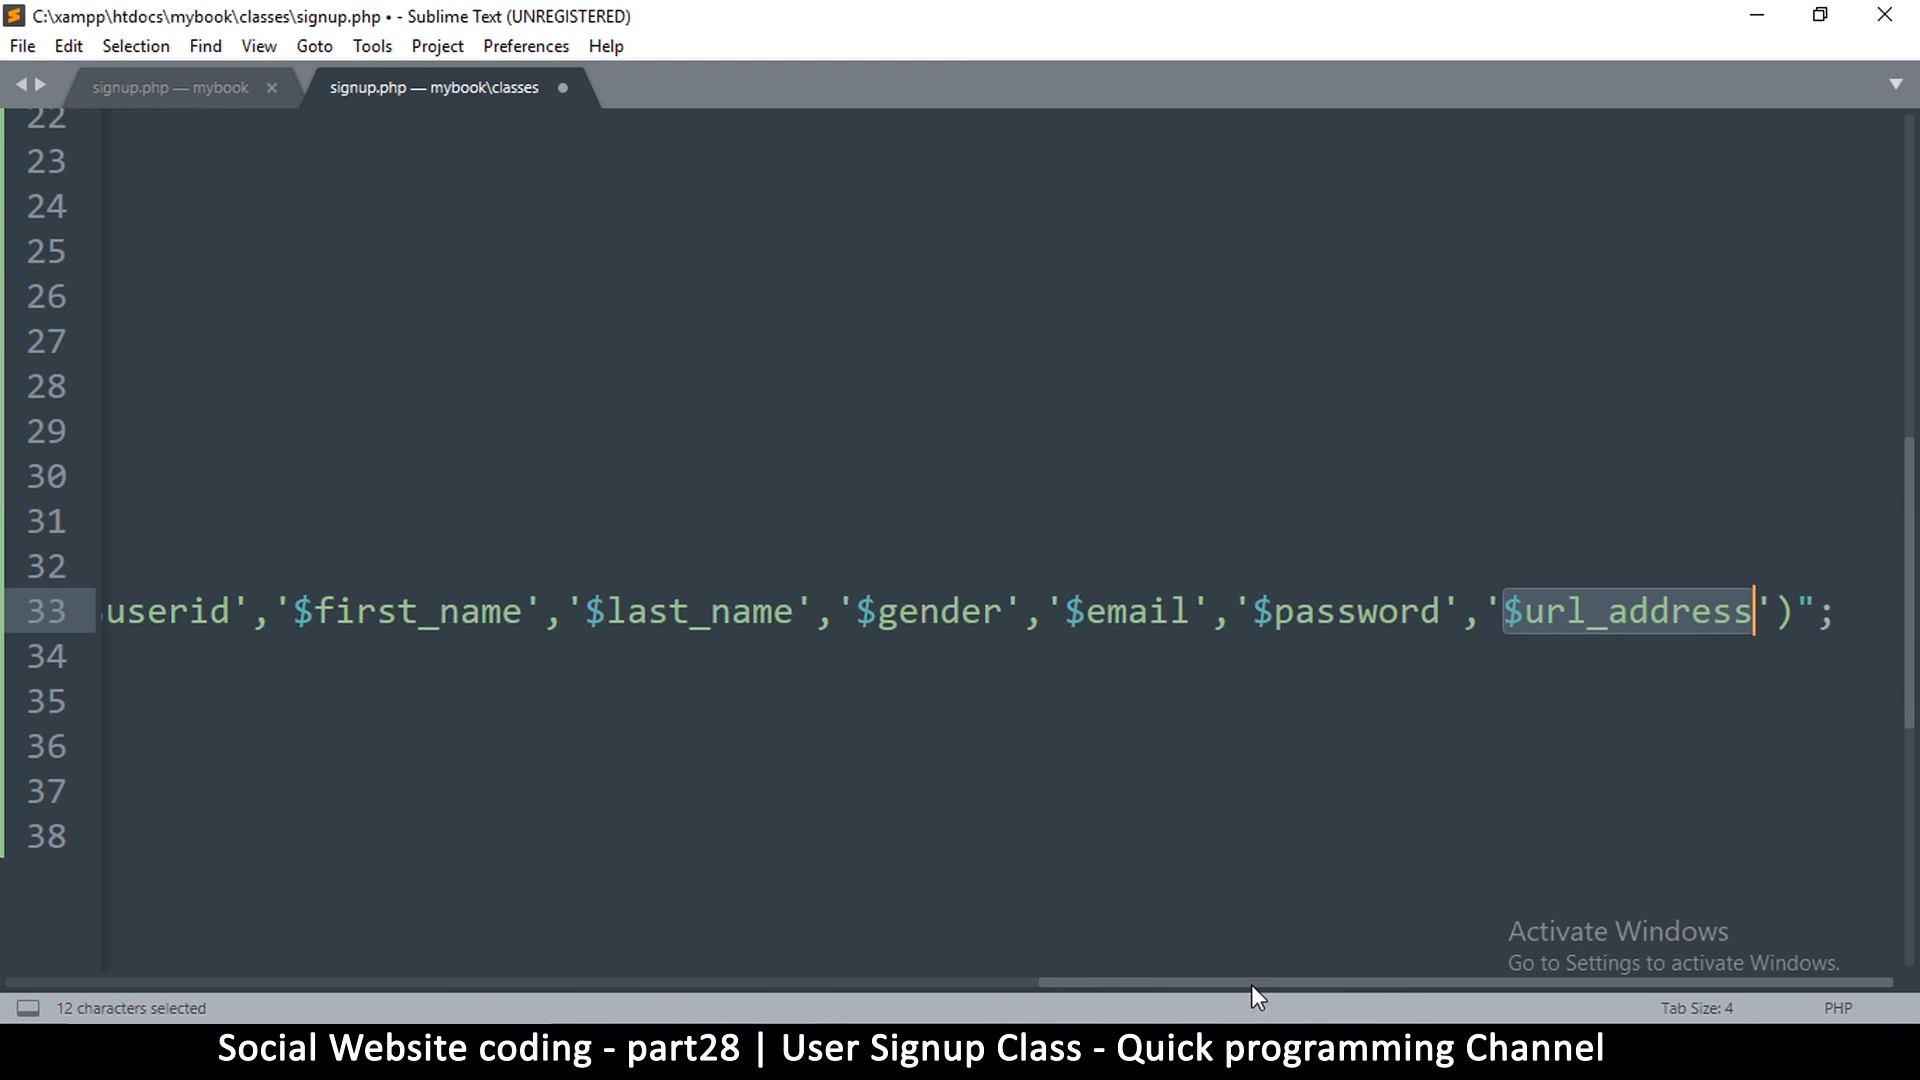 C:\xampp\htdocs\mybook\classes\signup.php • - Sublime Text (UNREGISTERED)
File Edit Selection Find View Goto Tools Project Preferences Help
signup.php — mybook × signup.php — mybook\classes
22
23
24
25
26
27
28
29
30
31
32
33 userid','$first_name','$last_name','$gender','$email','$password','$url_address')";
34
35
36
37
38
Activate Windows
Go to Settings to activate Windows.
12 characters selected Tab Size: 4 PHP
Social Website coding - part28 | User Signup Class - Quick programming Channel